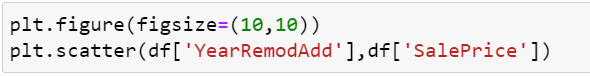 plt.figure(figsize=(10,10))
plt.scatter(df['YearRemodAdd'],df['SalePrice'])